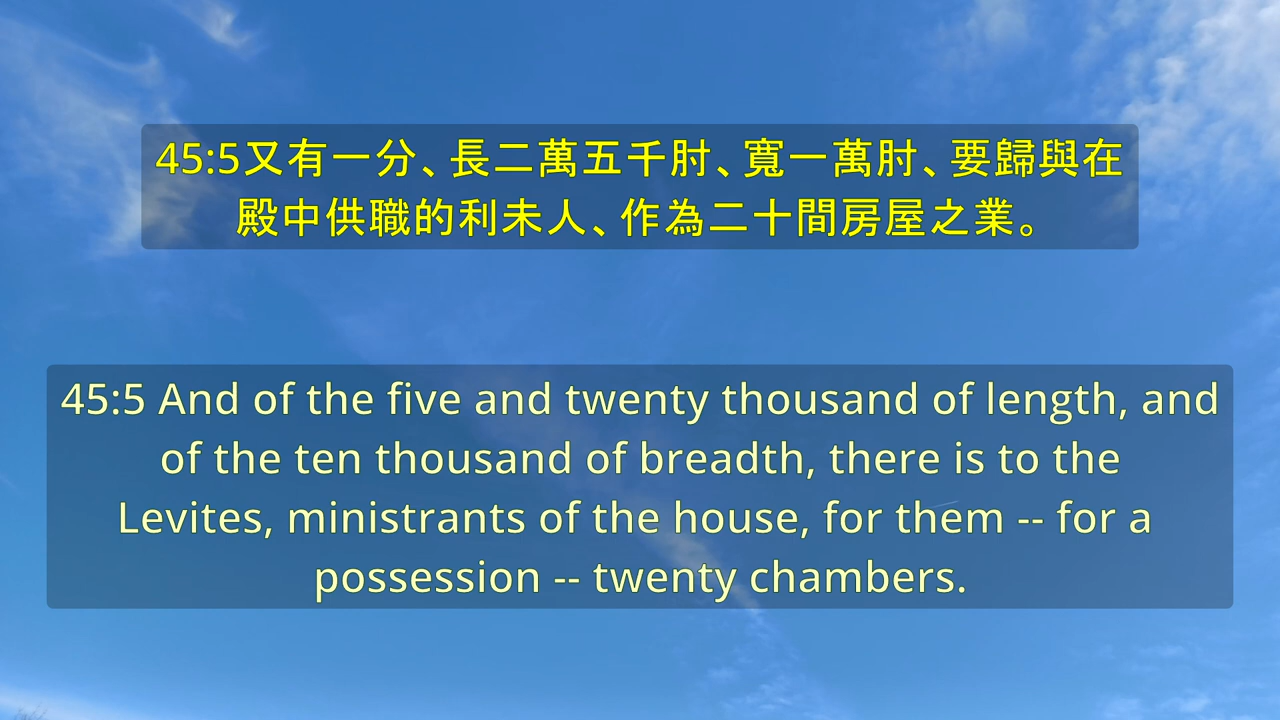 45:5又有一分、長二萬五千肘、寬一萬肘、要歸與在
殿中供職的利未人、作為二十間房屋之業。
45:5 And of the five and twenty thousand of length, and
of the ten thousand of breadth, there is to the
Levites, ministrants of the house, for them -- for a
possession -- twenty chambers.